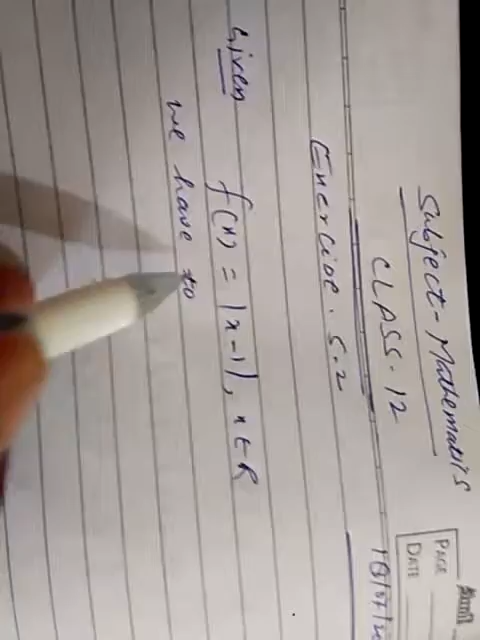 PAGE
DATE
Subject - Mathematics
CLASS - 12
Exercise . 5.2
Given f(x) = |x-1|, x ∈ R
we have to